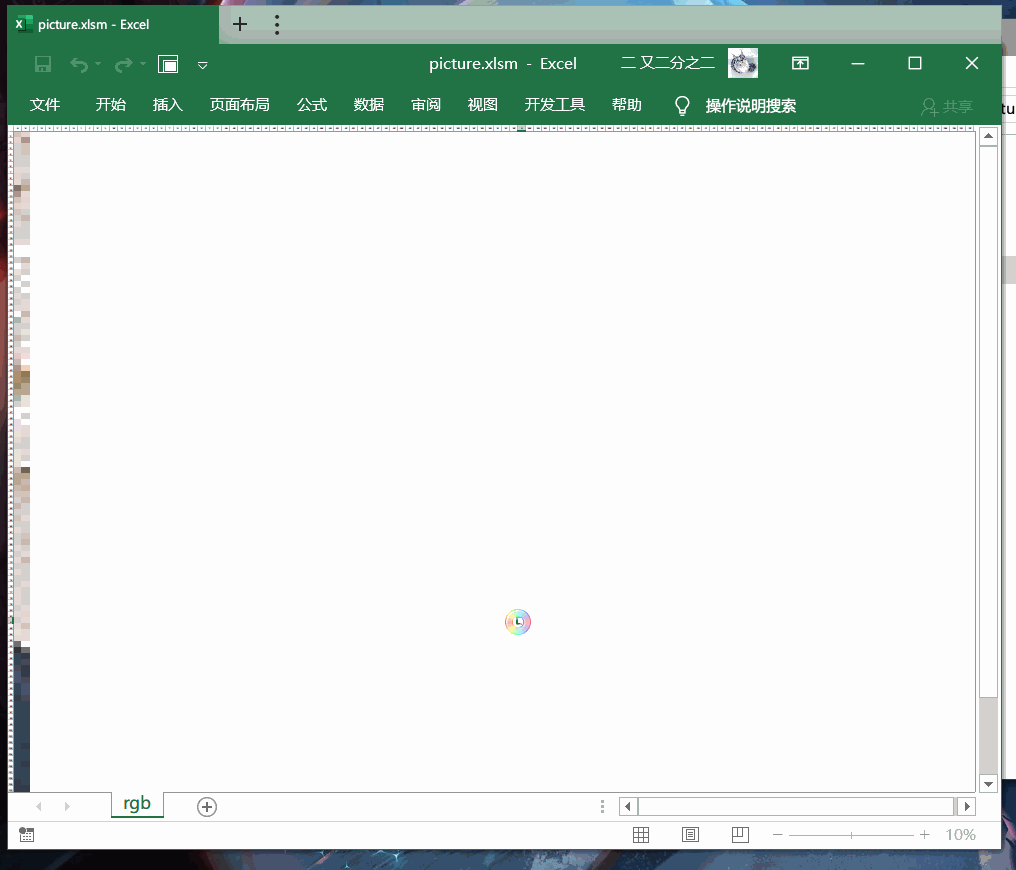 picture.xlsm - Excel
picture.xlsm - Excel 二 又二分之二
文件 开始 插入 页面布局 公式 数据 审阅 视图 开发工具 帮助 操作说明搜索 共享
tu
rgb
10%